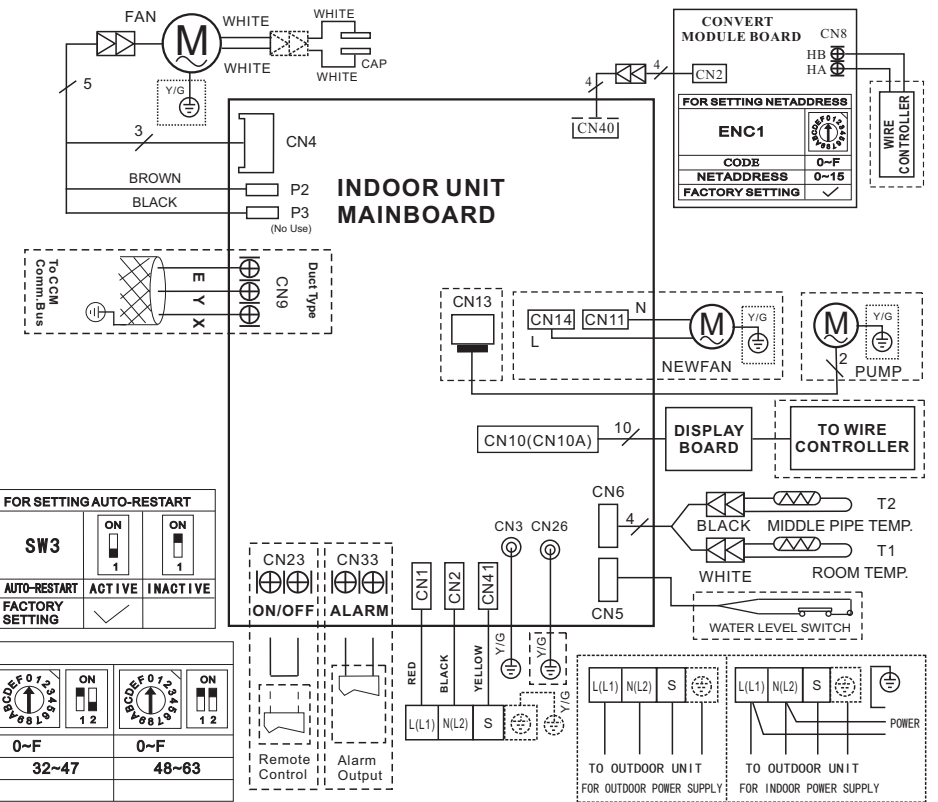 FAN
WHITE
WHITE
WHITE
WHITE
CAP
M
Y/G
5
3
CN4
BROWN
P2
BLACK
P3
(No Use)
INDOOR UNIT
MAINBOARD
CN40
4
4
CONVERT
MODULE BOARD
CN8
HB
HA
CN2
WIRE
CONTROLLER
FOR SETTING NETADDRESS
ENC1
CODE 0~F
NETADDRESS 0~15
FACTORY SETTING
To CCM
Comm.Bus
E
Y
X
CN9
Duct Type
CN13
CN14
CN11
N
L
M
Y/G
NEWFAN
M
Y/G
2
PUMP
CN10(CN10A)
10
DISPLAY
BOARD
TO WIRE
CONTROLLER
CN6
4
BLACK
T2
MIDDLE PIPE TEMP.
WHITE
T1
ROOM TEMP.
CN5
WATER LEVEL SWITCH
FOR SETTING AUTO-RESTART
SW3
ON
1
ON
1
AUTO-RESTART ACTIVE INACTIVE
FACTORY
SETTING
ON
1 2
ON
1 2
0~F 0~F
32~47 48~63
CN23
ON/OFF
Remote
Control
CN33
ALARM
Alarm
Output
CN1
CN2
CN41
CN3
CN26
RED
BLACK
YELLOW
Y/G
Y/G
Y/G
L(L1) N(L2) S
L(L1) N(L2) S
TO OUTDOOR UNIT
FOR OUTDOOR POWER SUPPLY
L(L1) N(L2) S
POWER
TO OUTDOOR UNIT
FOR INDOOR POWER SUPPLY